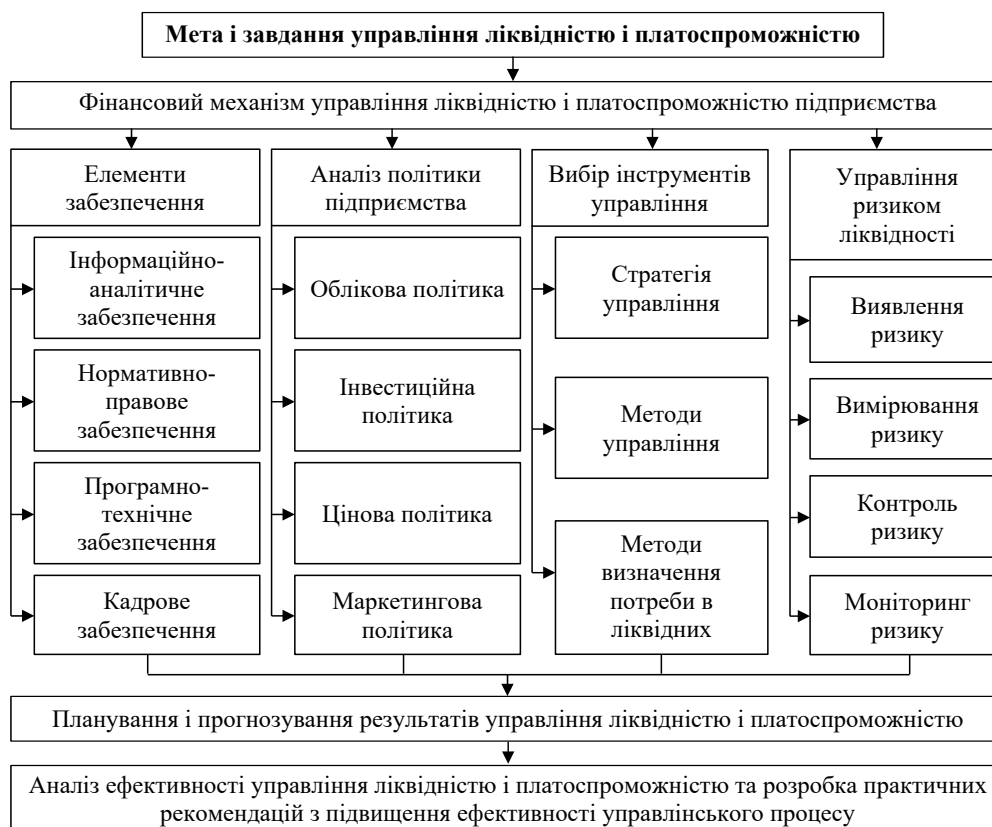 Мета і завдання управління ліквідністю і платоспроможністю
Фінансовий механізм управління ліквідністю і платоспроможністю підприємства
Елементи
забезпечення
Інформаційно-
аналітичне
забезпечення
Нормативно-
правове
забезпечення
Програмно-
технічне
забезпечення
Кадрове
забезпечення
Аналіз політики
підприємства
Облікова політика
Інвестиційна
політика
Цінова політика
Маркетингова
політика
Вибір інструментів
управління
Стратегія
управління
Методи
управління
Методи
визначення
потреби в
ліквідних
Управління
ризиком
ліквідності
Виявлення
ризику
Вимірювання
ризику
Контроль
ризику
Моніторинг
ризику
Планування і прогнозування результатів управління ліквідністю і платоспроможністю
Аналіз ефективності управління ліквідністю і платоспроможністю та розробка практичних
рекомендацій з підвищення ефективності управлінського процесу